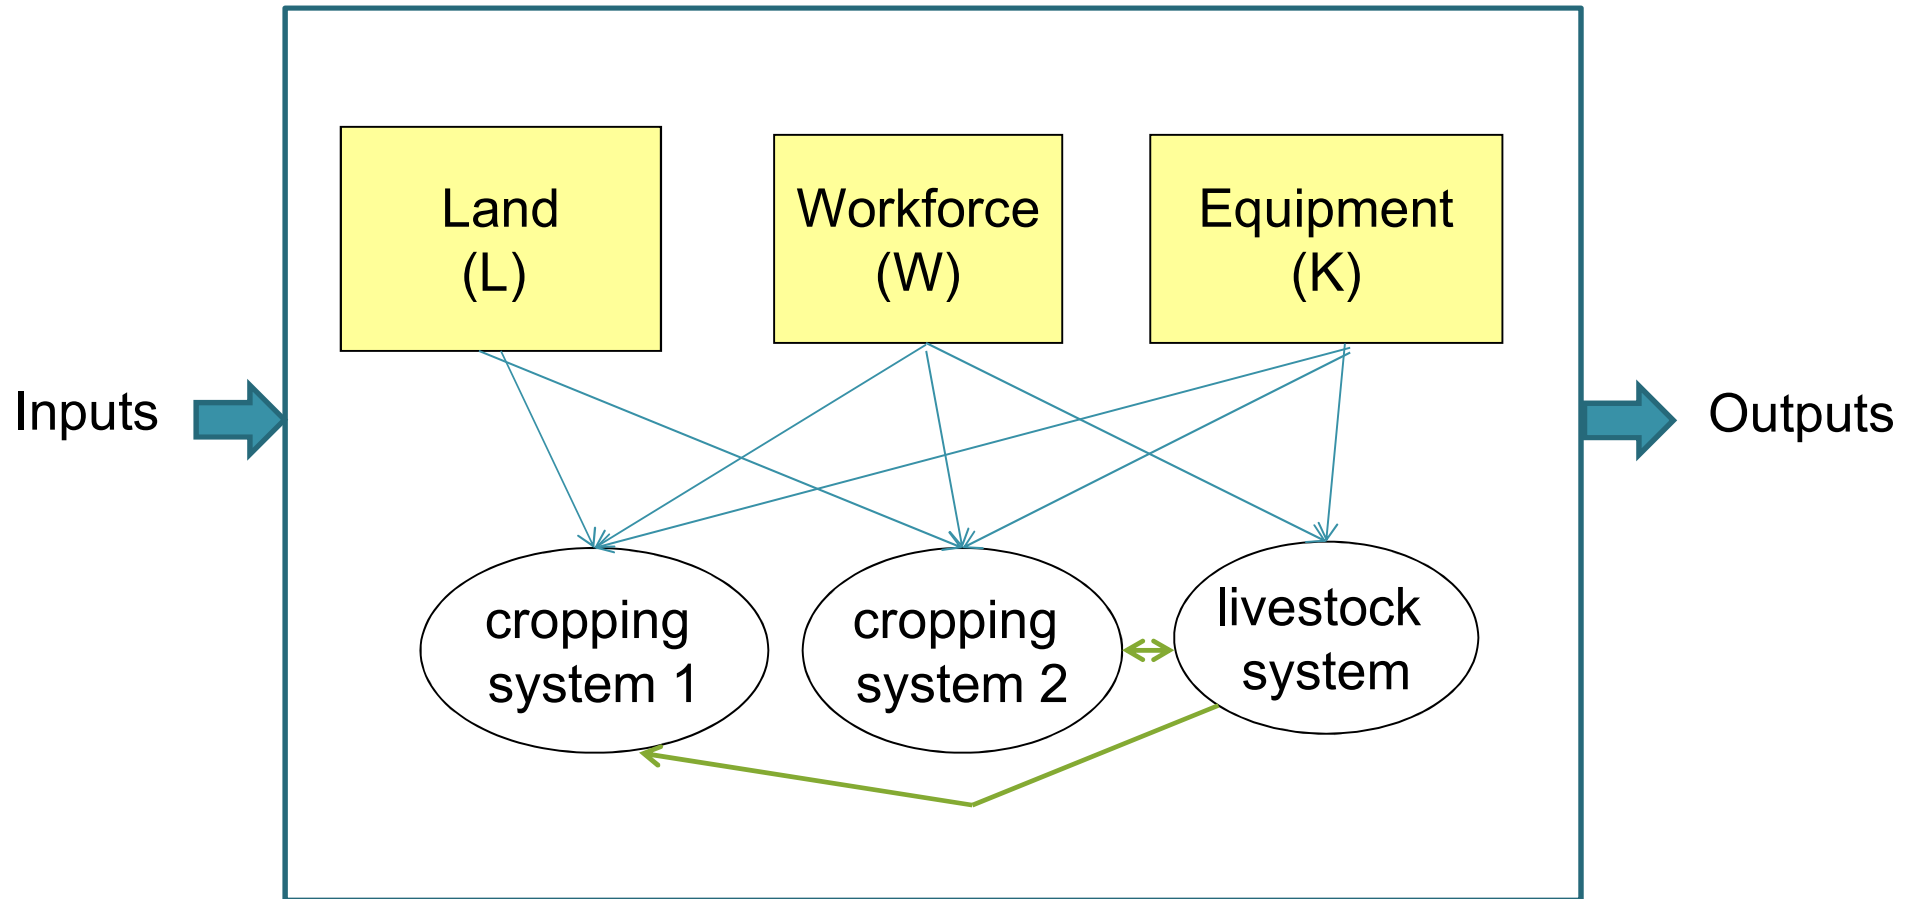 Land
(L)
Workforce
(W)
Equipment
(K)
Inputs
Outputs
cropping
system 1
cropping
system 2
livestock
system